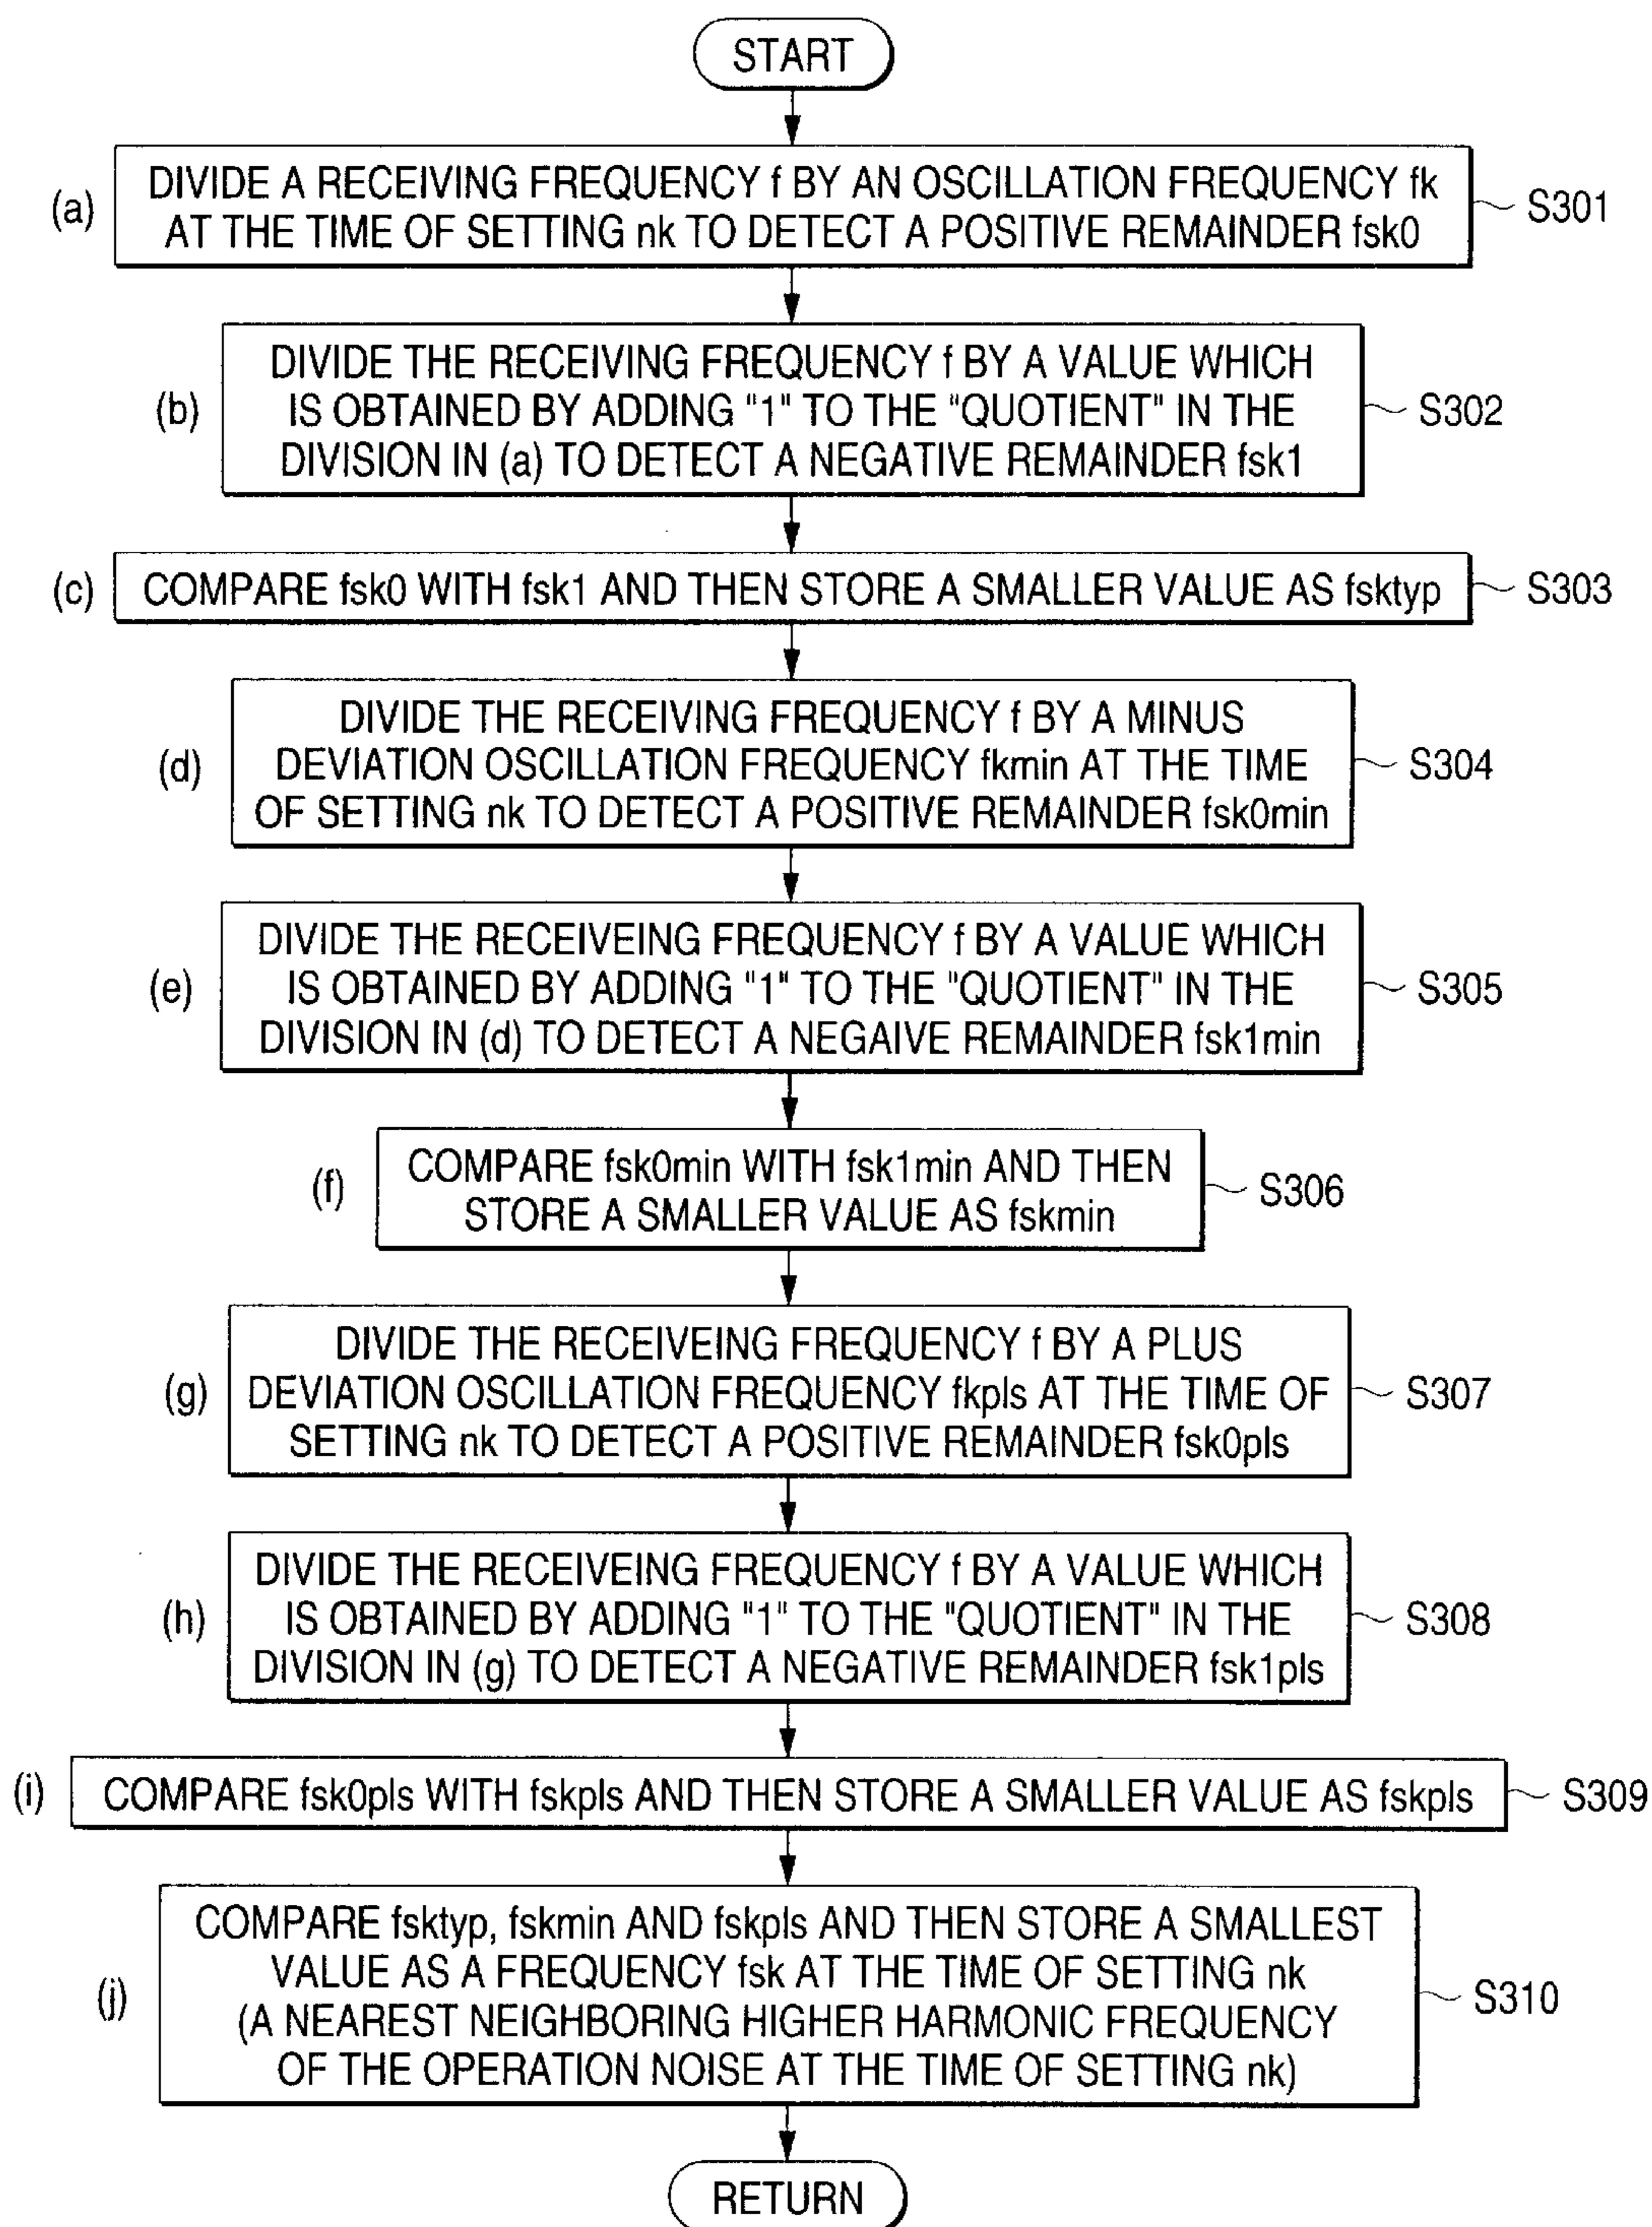 START
(a)
DIVIDE A RECEIVING FREQUENCY f BY AN OSCILLATION FREQUENCY fk
AT THE TIME OF SETTING nk TO DETECT A POSITIVE REMAINDER fsk0
S301
(b)
DIVIDE THE RECEIVING FREQUENCY f BY A VALUE WHICH
IS OBTAINED BY ADDING "1" TO THE "QUOTIENT" IN THE
DIVISION IN (a) TO DETECT A NEGATIVE REMAINDER fsk1
S302
(c)
COMPARE fsk0 WITH fsk1 AND THEN STORE A SMALLER VALUE AS fsktyp
S303
(d)
DIVIDE THE RECEIVING FREQUENCY f BY A MINUS
DEVIATION OSCILLATION FREQUENCY fkmin AT THE TIME
OF SETTING nk TO DETECT A POSITIVE REMAINDER fsk0min
S304
(e)
DIVIDE THE RECEIVEING FREQUENCY f BY A VALUE WHICH
IS OBTAINED BY ADDING "1" TO THE "QUOTIENT" IN THE
DIVISION IN (d) TO DETECT A NEGAIVE REMAINDER fsk1min
S305
(f)
COMPARE fsk0min WITH fsk1min AND THEN
STORE A SMALLER VALUE AS fskmin
S306
(g)
DIVIDE THE RECEIVEING FREQUENCY f BY A PLUS
DEVIATION OSCILLATION FREQUENCY fkpls AT THE TIME OF
SETTING nk TO DETECT A POSITIVE REMAINDER fsk0pls
S307
(h)
DIVIDE THE RECEIVEING FREQUENCY f BY A VALUE WHICH
IS OBTAINED BY ADDING "1" TO THE "QUOTIENT" IN THE
DIVISION IN (g) TO DETECT A NEGATIVE REMAINDER fsk1pls
S308
(i)
COMPARE fsk0pls WITH fskpls AND THEN STORE A SMALLER VALUE AS fskpls
S309
(j)
COMPARE fsktyp, fskmin AND fskpls AND THEN STORE A SMALLEST
VALUE AS A FREQUENCY fsk AT THE TIME OF SETTING nk
(A NEAREST NEIGHBORING HIGHER HARMONIC FREQUENCY
OF THE OPERATION NOISE AT THE TIME OF SETTING nk)
S310
RETURN